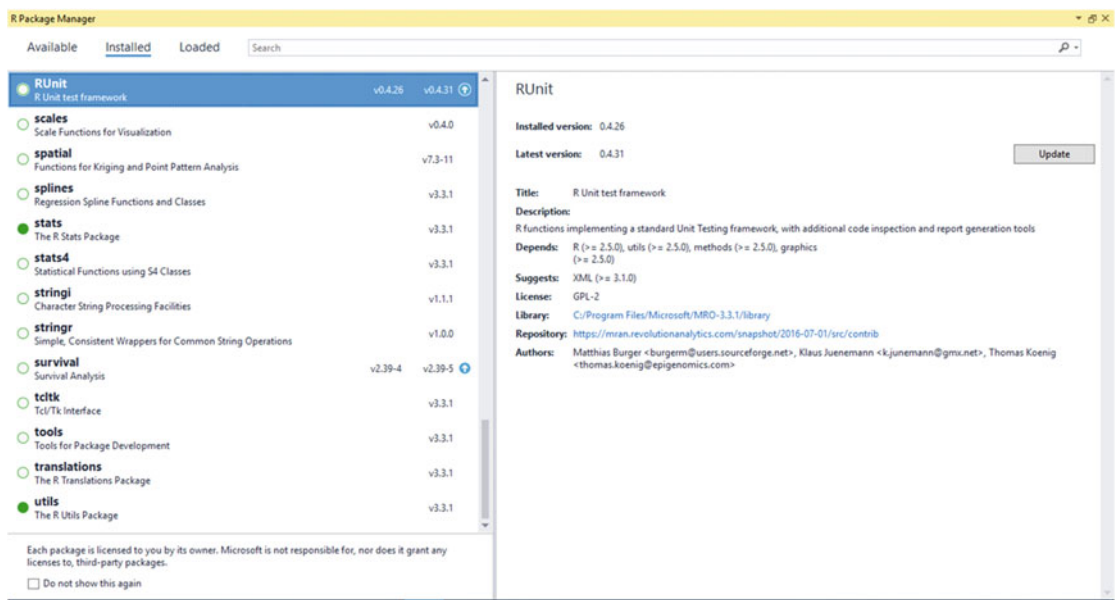 R Package Manager
Available Installed Loaded Search
RUnit
R Unit test framework
v0.4.26 v0.4.31
scales
Scale Functions for Visualization
v0.4.0
spatial
Functions for Kriging and Point Pattern Analysis
v7.3-11
splines
Regression Spline Functions and Classes
v3.3.1
stats
The R Stats Package
v3.3.1
stats4
Statistical Functions using S4 Classes
v3.3.1
stringi
Character String Processing Facilities
v1.1.1
stringr
Simple, Consistent Wrappers for Common String Operations
v1.0.0
survival
Survival Analysis
v2.39-4 v2.39-5
tcltk
Tcl/Tk Interface
v3.3.1
tools
Tools for Package Development
v3.3.1
translations
The R Translations Package
v3.3.1
utils
The R Utils Package
v3.3.1
Each package is licensed to you by its owner. Microsoft is not responsible for, nor does it grant any
licenses to, third-party packages.
Do not show this again
RUnit
Installed version: 0.4.26
Latest version: 0.4.31
Update
Title: R Unit test framework
Description:
R functions implementing a standard Unit Testing framework, with additional code inspection and report generation tools
Depends: R (>= 2.5.0), utils (>= 2.5.0), methods (>= 2.5.0), graphics
(>= 2.5.0)
Suggests: XML (>= 3.1.0)
License: GPL-2
Library: C:/Program Files/Microsoft/MRO-3.3.1/library
Repository: https://mran.revolutionanalytics.com/snapshot/2016-07-01/src/contrib
Authors: Matthias Burger <burgerm@users.sourceforge.net>, Klaus Juenemann <k.junemann@gmx.net>, Thomas Koenig
<thomas.koenig@epigenomics.com>